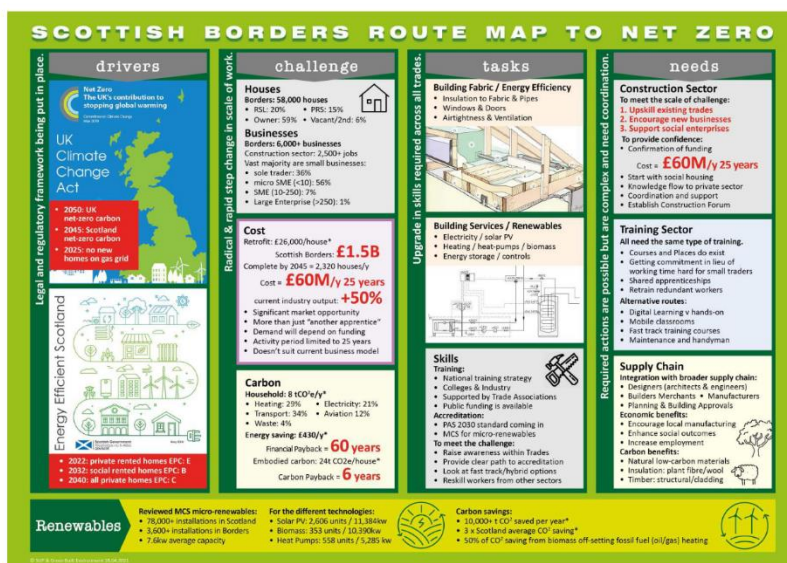 SCOTTISH BORDERS ROUTE MAP TO NET ZERO
Legal and regulatory framework being put in place.
drivers
Net Zero
The UK's contribution to
stopping global warming
UK
Climate
Change
Act
• 2050: UK
net-zero carbon
• 2045: Scotland
net-zero carbon
• 2025: no new
homes on gas grid
Energy Efficient Scotland
Scottish Government
• 2022: private rented homes EPC: E
• 2032: social rented homes EPC: B
• 2040: all private homes EPC: C
Radical & rapid step change in scale of work.
challenge
Houses
Borders: 58,000 houses
• RSL: 20% • PRS: 15%
• Owner: 59% • Vacant/2nd: 6%
Businesses
Borders: 6,000+ businesses
Construction sector: 2,500+ jobs
Vast majority are small businesses:
• sole trader: 36%
• micro SME (<10): 56%
• SME (10-250): 7%
• Large Enterprise (>250): 1%
Cost
Retrofit: £26,000/house*
Scottish Borders: £1.5B
Complete by 2045 = 2,320 houses/y
Cost = £60M/y 25 years
current industry output: +50%
• Significant market opportunity
• More than just "another apprentice"
• Demand will depend on funding
• Activity period limited to 25 years
• Doesn't suit current business model
Carbon
Household: 8 tCO²e/y*
• Heating: 29% • Electricity: 21%
• Transport: 34% • Aviation 12%
• Waste: 4%
Energy saving: £430/y*
Financial Payback = 60 years
Embodied carbon: 24t CO2e/house*
Carbon Payback = 6 years
Upgrade in skills required across all trades.
tasks
Building Fabric / Energy Efficiency
• Insulation to Fabric & Pipes
• Windows & Doors
• Airtightness & Ventilation
Building Services / Renewables
• Electricity / solar PV
• Heating / heat-pumps / biomass
• Energy storage / controls
Skills
Training:
• National training strategy
• Colleges & Industry
• Supported by Trade Associations
• Public funding is available
Accreditation:
• PAS 2030 standard coming in
• MCS for micro-renewables
To meet the challenge:
• Raise awareness within Trades
• Provide clear path to accreditation
• Look at fast track/hybrid options
• Reskill workers from other sectors
Required actions are possible but are complex and need coordination.
needs
Construction Sector
To meet the scale of challenge:
1. Upskill existing trades
2. Encourage new businesses
3. Support social enterprises
To provide confidence:
• Confirmation of funding
Cost = £60M/y 25 years
• Start with social housing
• Knowledge flow to private sector
• Coordination and support
• Establish Construction Forum
Training Sector
All need the same type of training.
• Courses and Places do exist
• Getting commitment in lieu of
working time hard for small traders
• Shared apprenticeships
• Retrain redundant workers
Alternative routes:
• Digital Learning v hands-on
• Mobile classrooms
• Fast track training courses
• Maintenance and handyman
Supply Chain
Integration with broader supply chain:
• Designers (architects & engineers)
• Builders Merchants • Manufacturers
• Planning & Building Approvals
Economic benefits:
• Encourage local manufacturing
• Enhance social outcomes
• Increase employment
Carbon benefits:
• Natural low-carbon materials
• Insulation: plant fibre/wool
• Timber: structural/cladding
Renewables
Reviewed MCS micro-renewables:
• 78,000+ installations in Scotland
• 3,600+ installations in Borders
• 7.6kw average capacity
For the different technologies:
• Solar PV: 2,606 units / 11,384kw
• Biomass: 353 units / 10,390kw
• Heat Pumps: 558 units / 5,285 kw
Carbon savings:
• 10,000+ t CO² saved per year*
• 3 x Scotland average CO² saving*
• 50% of CO² saving from biomass off-setting fossil fuel (oil/gas) heating